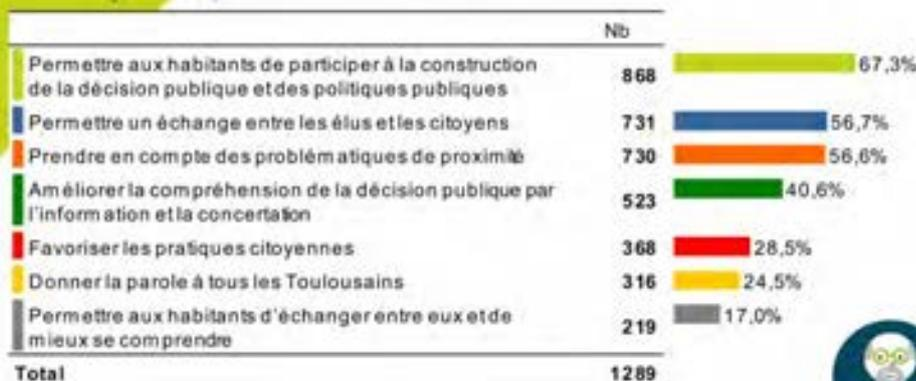 Nb
Permettre aux habitants de participer à la construction
de la décision publique et des politiques publiques
868
67,3%
Permettre un échange entre les élus et les citoyens
731
56,7%
Prendre en compte des problématiques de proximité
730
56,6%
Améliorer la compréhension de la décision publique par
l'information et la concertation
523
40,6%
Favoriser les pratiques citoyennes
368
28,5%
Donner la parole à tous les Toulousains
316
24,5%
Permettre aux habitants d'échanger entre eux et de
mieux se comprendre
219
17,0%
Total
1289